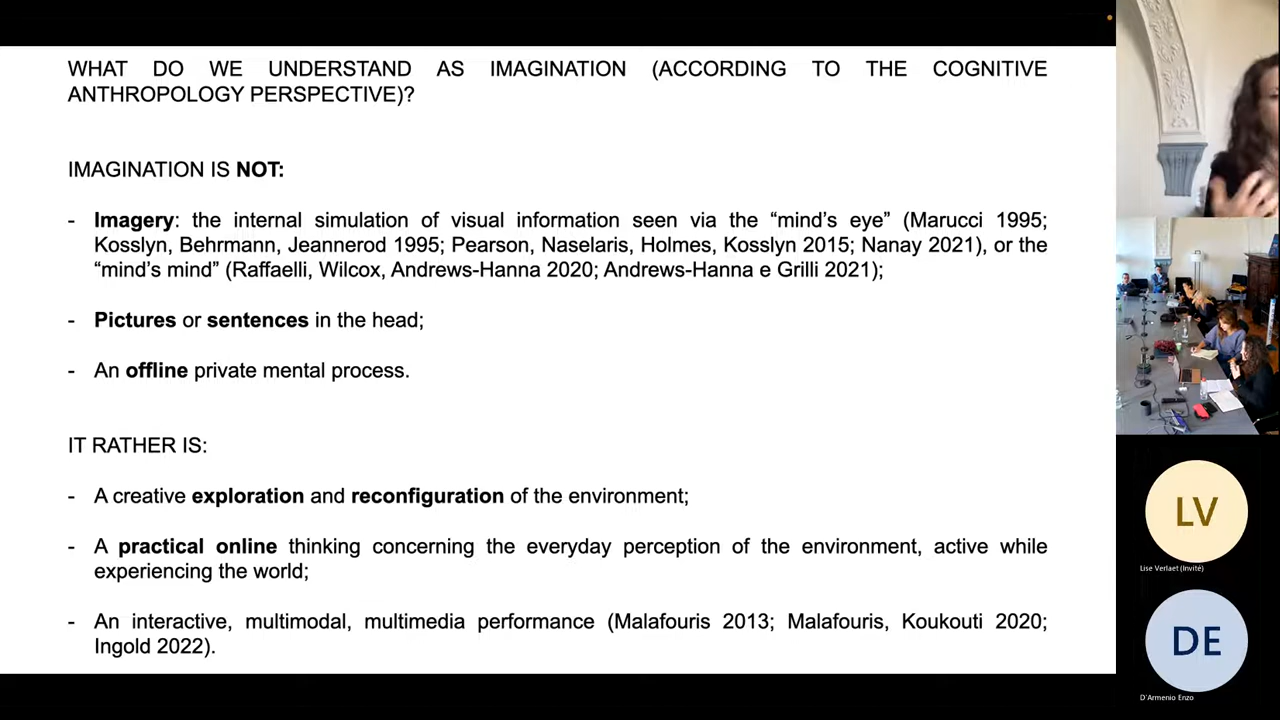 WHAT DO WE UNDERSTAND AS IMAGINATION (ACCORDING TO THE COGNITIVE
ANTHROPOLOGY PERSPECTIVE)?
IMAGINATION IS NOT:
- Imagery: the internal simulation of visual information seen via the “mind’s eye” (Marucci 1995;
Kosslyn, Behrmann, Jeannerod 1995; Pearson, Naselaris, Holmes, Kosslyn 2015; Nanay 2021), or the
“mind’s mind” (Raffaelli, Wilcox, Andrews-Hanna 2020; Andrews-Hanna e Grilli 2021);
- Pictures or sentences in the head;
- An offline private mental process.
IT RATHER IS:
- A creative exploration and reconfiguration of the environment;
- A practical online thinking concerning the everyday perception of the environment, active while
experiencing the world;
- An interactive, multimodal, multimedia performance (Malafouris 2013; Malafouris, Koukouti 2020;
Ingold 2022).
LV
Lise Verlaet (Invité)
DE
D'Armenio Enzo